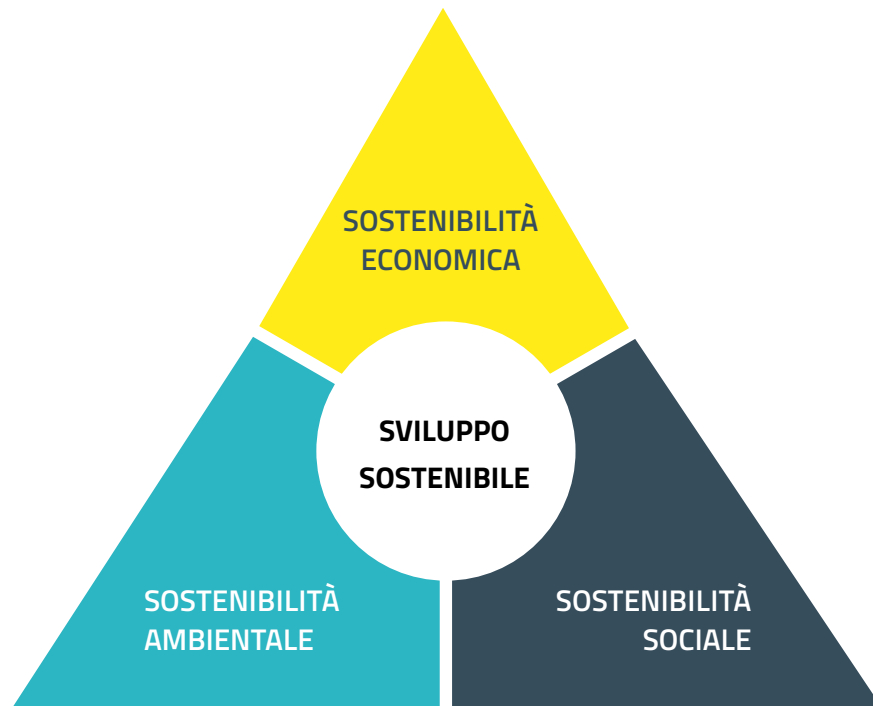 SOSTENIBILITÀ
ECONOMICA
SVILUPPO
SOSTENIBILE
SOSTENIBILITÀ
AMBIENTALE
SOSTENIBILITÀ
SOCIALE